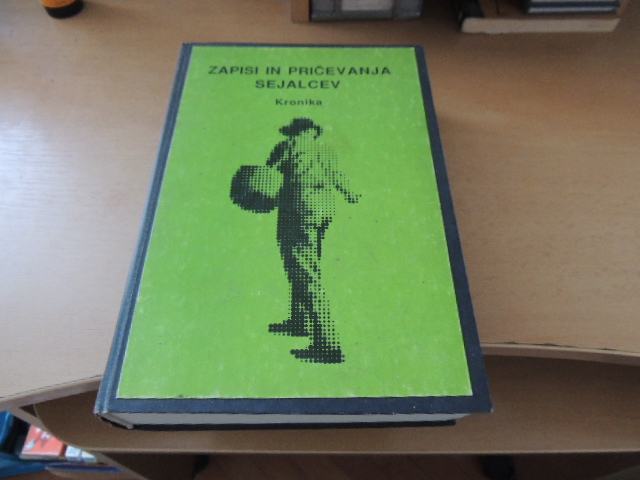 ZAPISI IN PRIČEVANJA
SEJALCEV
Kronika